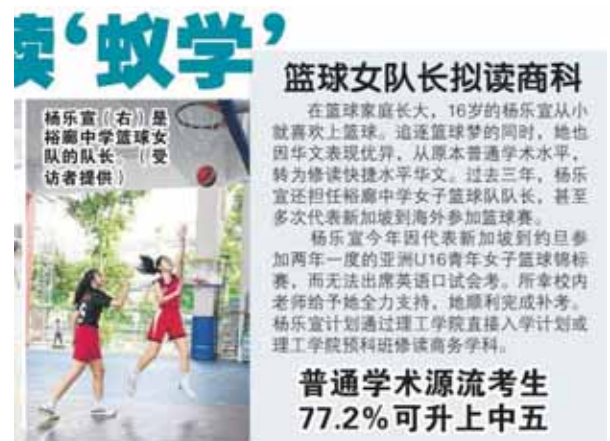 读‘蚁学’
杨乐宣（右）是
裕廊中学篮球女
队的队长。（受
访者提供）
篮球女队长拟读商科
在篮球家庭长大，16岁的杨乐宣从小
就喜欢上篮球。追逐篮球梦的同时，她也
因华文表现优异，从原本普通学术水平，
转为修读快捷水平华文。过去三年，杨乐
宣还担任裕廊中学女子篮球队队长，甚至
多次代表新加坡到海外参加篮球赛。
杨乐宣今年因代表新加坡到约旦参
加两年一度的亚洲U16青年女子篮球锦标
赛，而无法出席英语口试会考。所幸校内
老师给予她全力支持，她顺利完成补考。
杨乐宣计划通过理工学院直接入学计划或
理工学院预科班修读商务学科。
普通学术源流考生
77.2%可升上中五